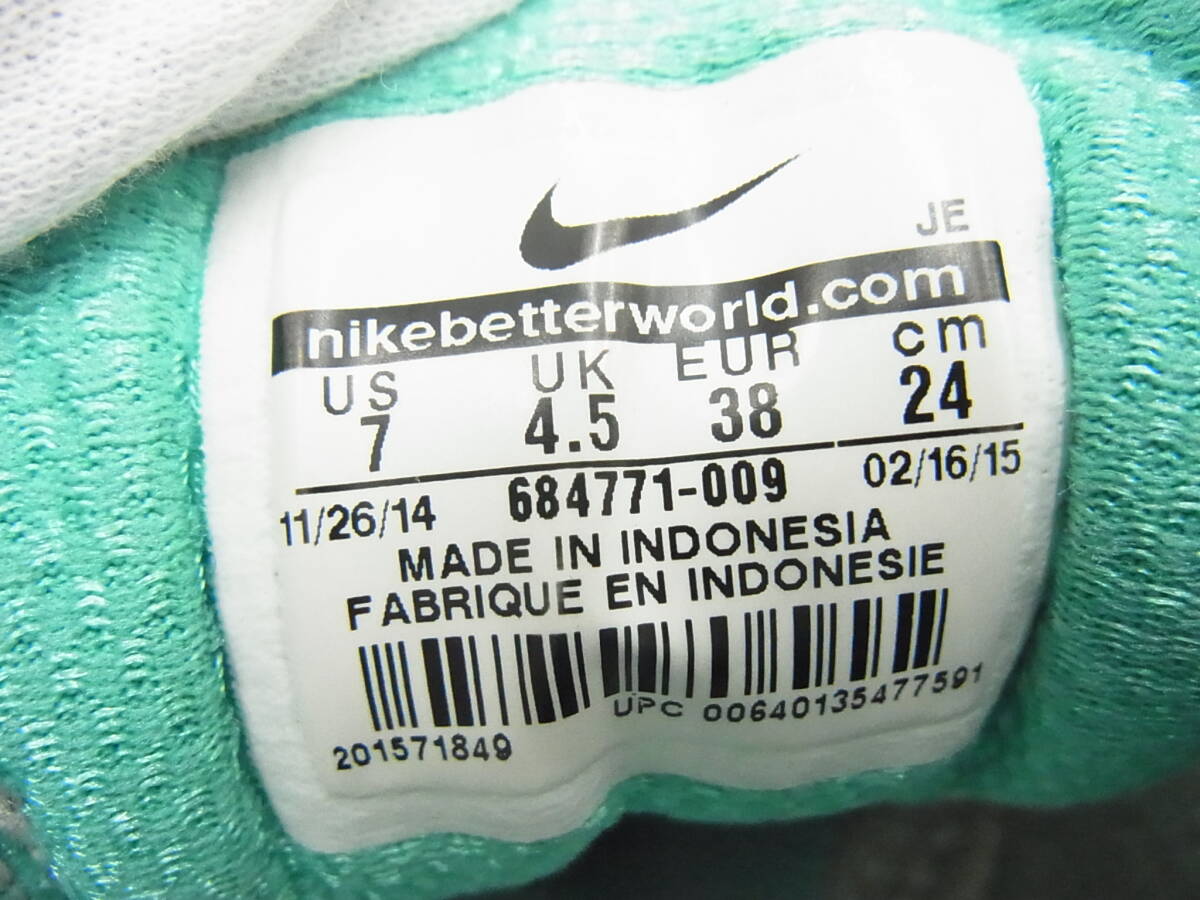 JE
nikebetterworld.com
US UK EUR cm
7 4.5 38 24
11/26/14 684771-009 02/16/15
MADE IN INDONESIA
FABRIQUE EN INDONESIE
UPC 00640135477591
201571849